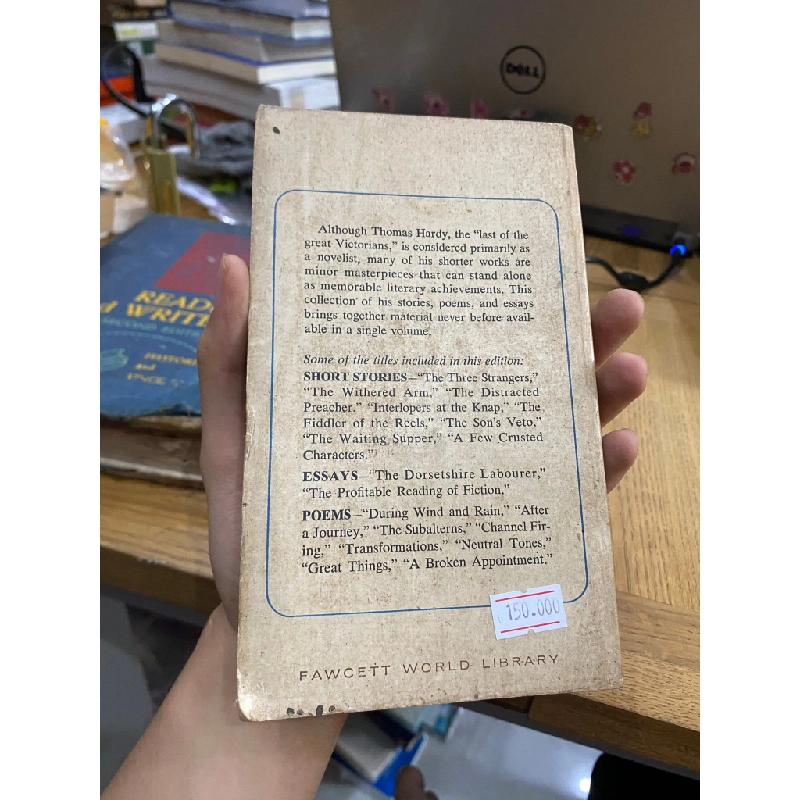 DELL
Although Thomas Hardy, the "last of the
great Victorians," is considered primarily as
a novelist, many of his shorter works are
minor masterpieces that can stand alone
as memorable literary achievements. This
collection of his stories, poems, and essays
brings together material never before avail-
able in a single volume.
Some of the titles included in this edition:
SHORT STORIES—"The Three Strangers,"
"The Withered Arm," "The Distracted
Preacher," "Interlopers at the Knap," "The
Fiddler of the Reels," "The Son's Veto,"
"The Waiting Supper," "A Few Crusted
Characters."
ESSAYS—"The Dorsetshire Labourer,"
"The Profitable Reading of Fiction."
POEMS—"During Wind and Rain," "After
a Journey," "The Subalterns," "Channel Fir-
ing," "Transformations," "Neutral Tones,"
"Great Things," "A Broken Appointment."
150.000
FAWCETT WORLD LIBRARY
READ
WRIT
SECOND EDITI
and